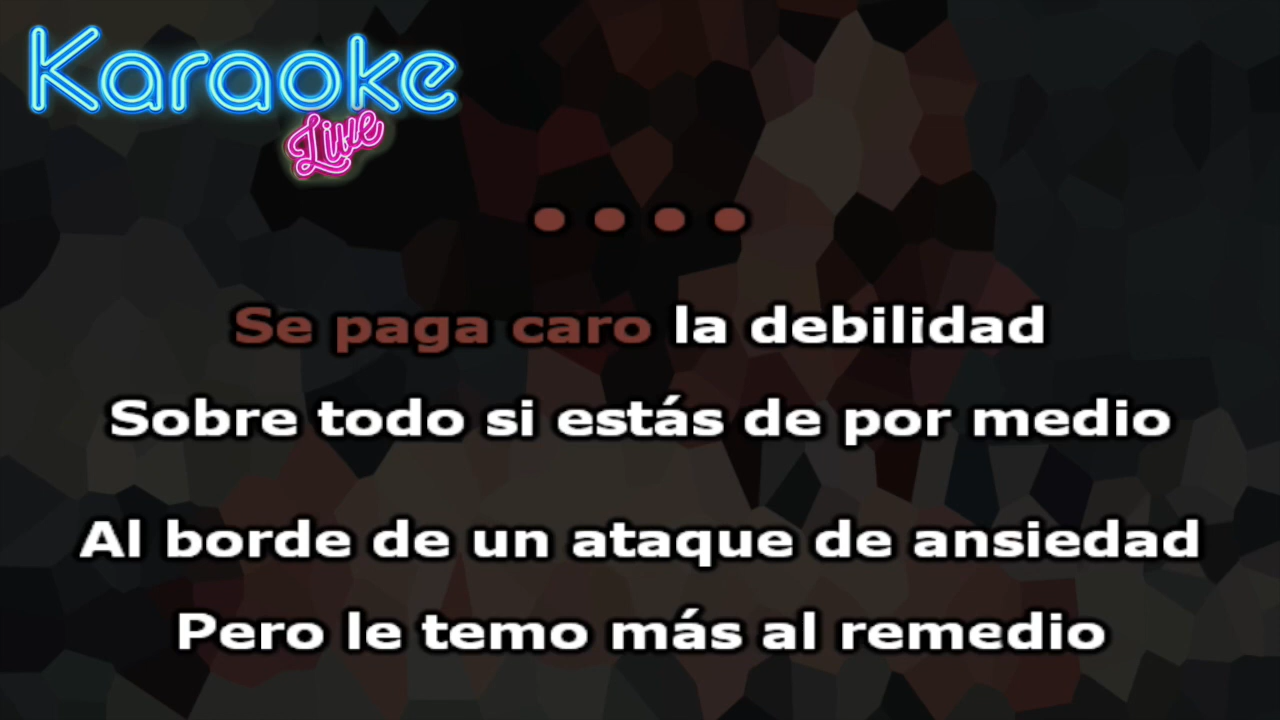 Karaoke
Live
Se paga caro la debilidad
Sobre todo si estás de por medio
Al borde de un ataque de ansiedad
Pero le temo más al remedio